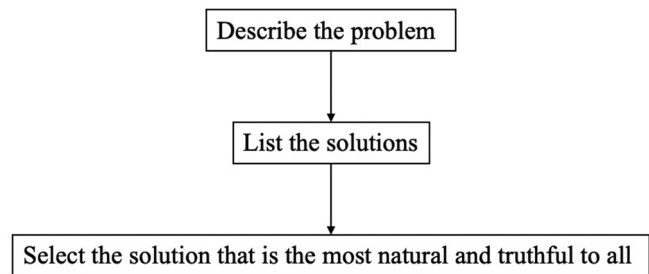 Describe the problem
List the solutions
Select the solution that is the most natural and truthful to all